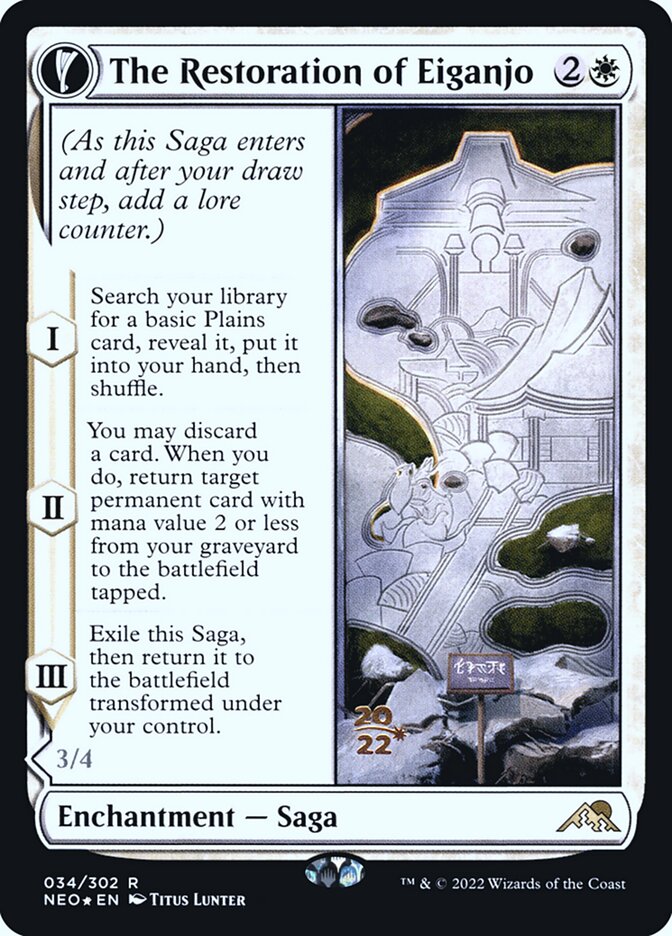 The Restoration of Eiganjo 2
(As this Saga enters
and after your draw
step, add a lore
counter.)
I
Search your library
for a basic Plains
card, reveal it, put it
into your hand, then
shuffle.
II
You may discard
a card. When you
do, return target
permanent card with
mana value 2 or less
from your graveyard
to the battlefield
tapped.
III
Exile this Saga,
then return it to
the battlefield
transformed under
your control.
3/4
20
22*
Enchantment — Saga
034/302 R
NEO★EN Titus Lunter
™ & © 2022 Wizards of the Coast